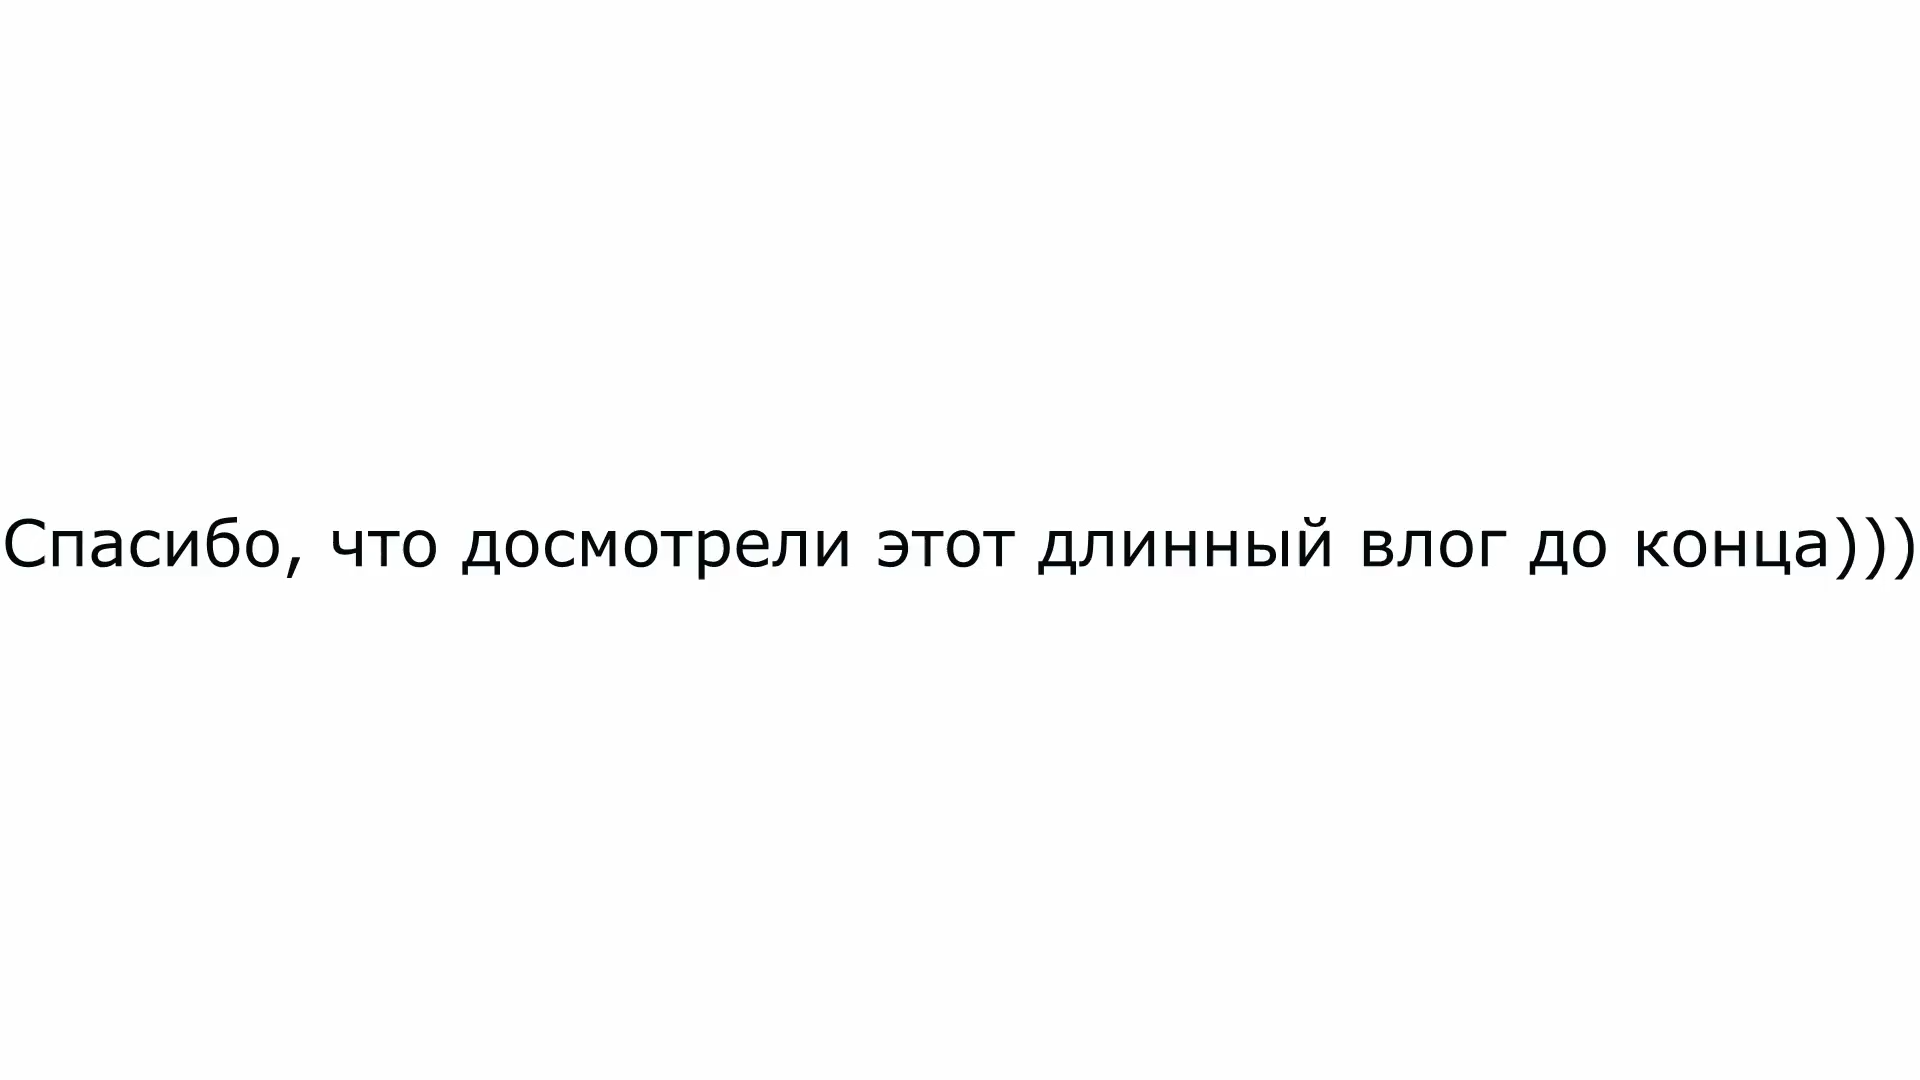 Спасибо, что досмотрели этот длинный влог до конца)))